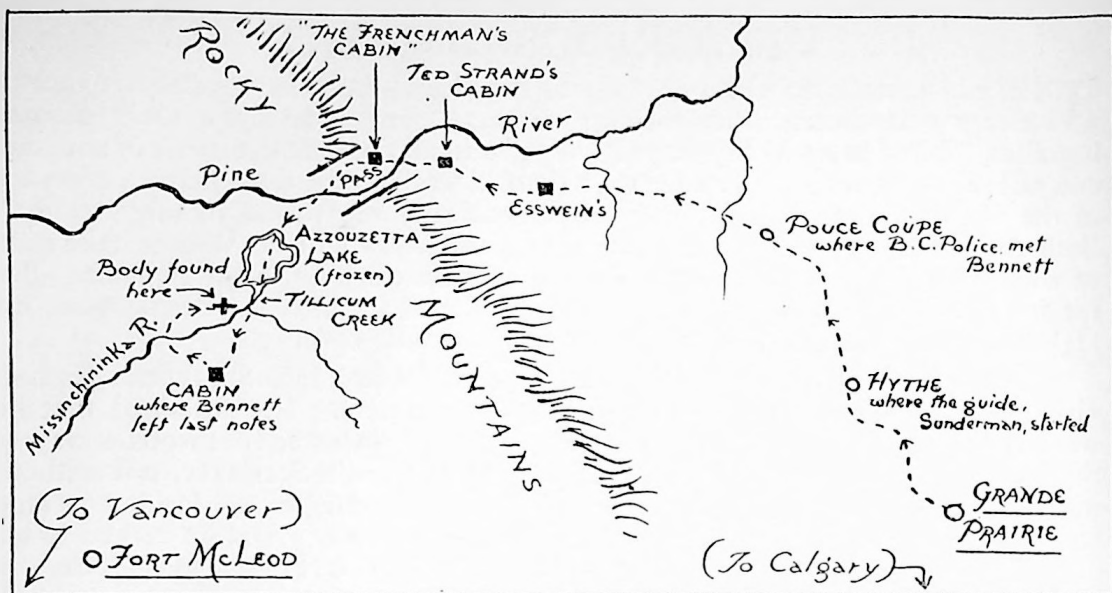 ROCKY
"THE FRENCHMAN'S
CABIN"
TED STRAND'S
CABIN
River
Pine
PASS
ESSWEIN'S
POUCE COUPE
where B.C. Police met
Bennett
AZZOUZETTA
LAKE
(frozen)
Body found
here
TILLICUM
CREEK
Missinchininka R.
CABIN
where Bennett
left last notes
MOUNTAINS
HYTHE
where the guide,
Sunderman, started
GRANDE
PRAIRIE
(To Vancouver)
FORT MCLEOD
(To Calgary)